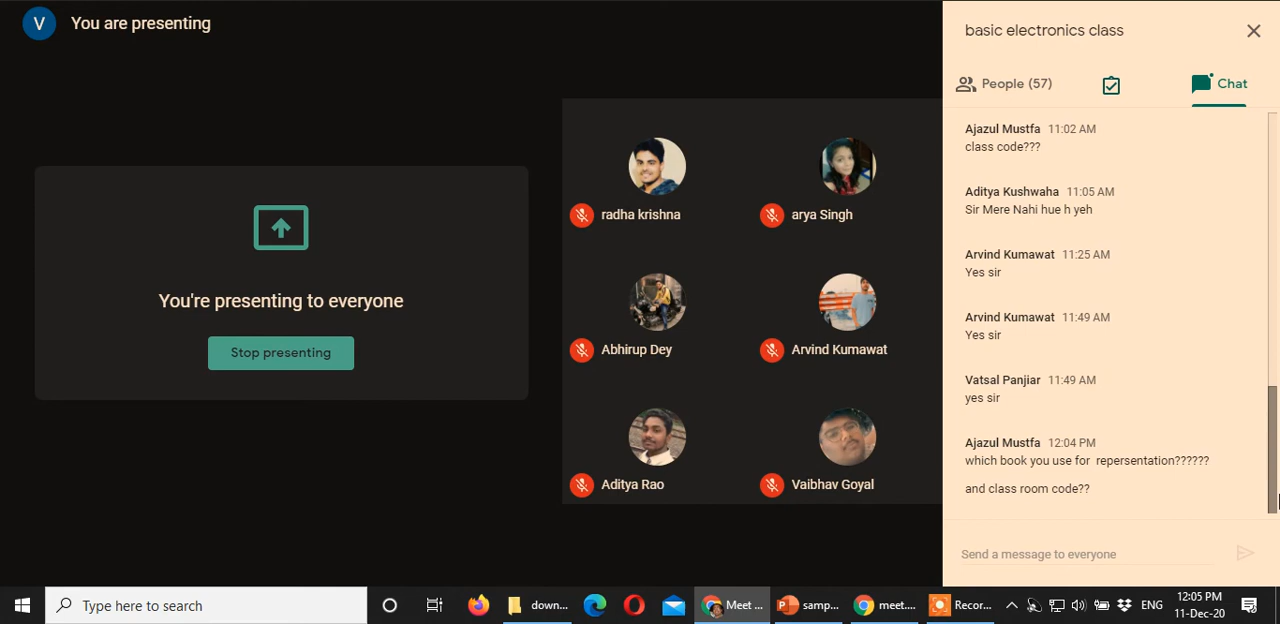 V You are presenting
You're presenting to everyone
Stop presenting
radha krishna
arya Singh
Abhirup Dey
Arvind Kumawat
Aditya Rao
Vaibhav Goyal
basic electronics class
People (57)
Chat
Ajazul Mustfa 11:02 AM
class code???
Aditya Kushwaha 11:05 AM
Sir Mere Nahi hue h yeh
Arvind Kumawat 11:25 AM
Yes sir
Arvind Kumawat 11:49 AM
Yes sir
Vatsal Panjiar 11:49 AM
yes sir
Ajazul Mustfa 12:04 PM
which book you use for repersentation??????
and class room code??
Send a message to everyone
Type here to search
down...
Meet ...
samp...
meet....
Recor...
ENG
12:05 PM
11-Dec-20